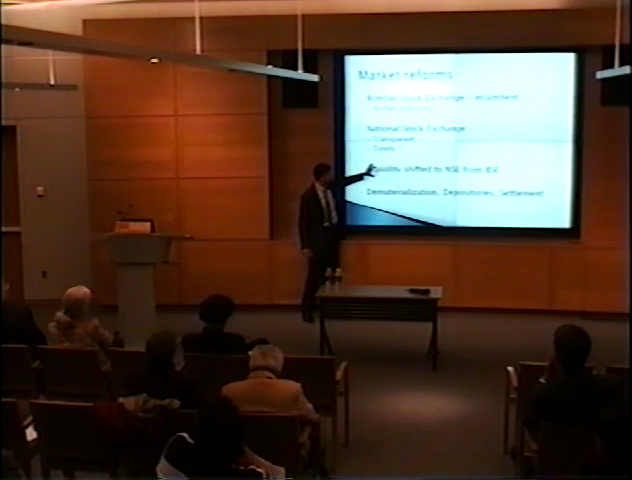 Market reforms
Bombay Stock Exchange – incumbent
National Stock Exchange
– Transparent
– Timely
Liquidity shifted to NSE from BSE
Dematerialization, Depositories, Settlement